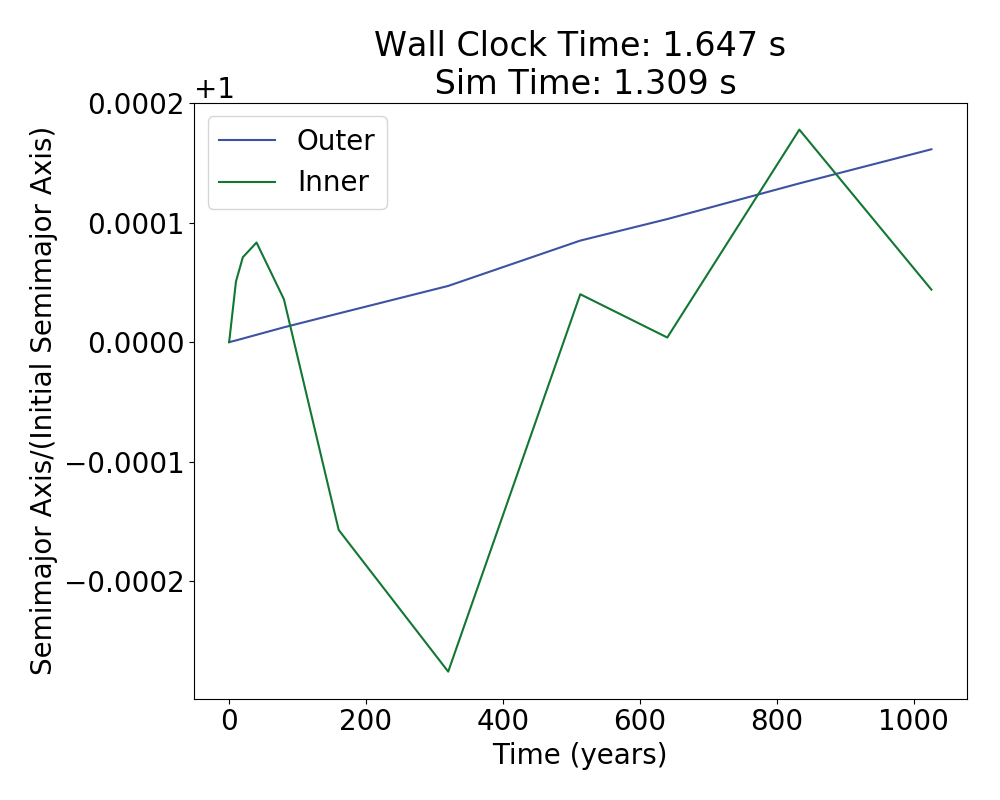 Wall Clock Time: 1.647 s
Sim Time: 1.309 s
+1
0.0002
0.0001
0.0000
−0.0001
−0.0002
Semimajor Axis/(Initial Semimajor Axis)
Outer
Inner
0 200 400 600 800 1000
Time (years)